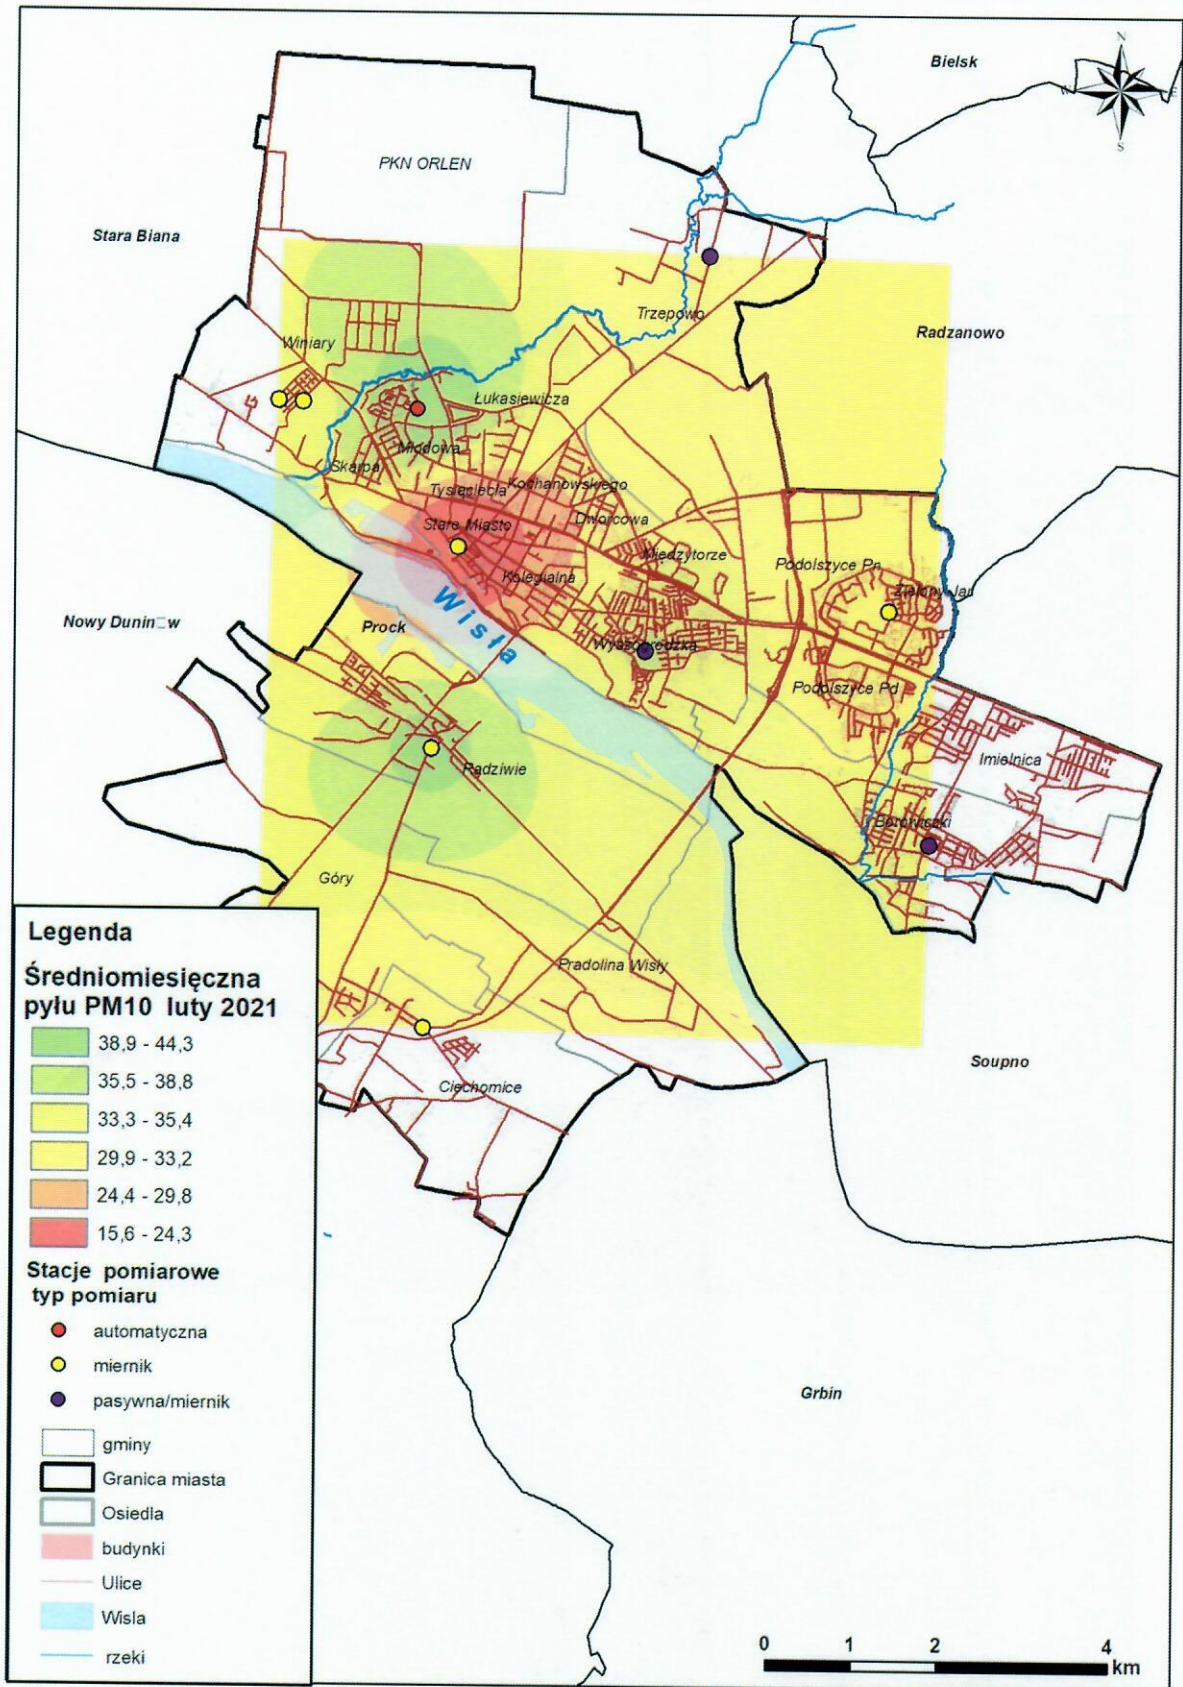 N
W
E
S
Bielsk
PKN ORLEN
Stara Biana
Trzepowo
Radzanowo
Winiary
Łukasiewicza
Miodowa
Skarpa
Tysiąclecia
Kochanowskiego
Dworcowa
Stare Miasto
Międzytorze
Kolegialna
Podolszyce Pn
Zielony Jar
Wisła
Nowy Dunin□w
Prock
Wyszogrodzka
Podolszyce Pd
Imielnica
Radziwie
Borowiczki
Góry
Pradolina Wisły
Soupno
Ciechomice
Grbin
Legenda
Średniomiesięczna
pyłu PM10 luty 2021
38,9 - 44,3
35,5 - 38,8
33,3 - 35,4
29,9 - 33,2
24,4 - 29,8
15,6 - 24,3
Stacje pomiarowe
typ pomiaru
automatyczna
miernik
pasywna/miernik
gminy
Granica miasta
Osiedla
budynki
Ulice
Wisla
rzeki
0 1 2 4
km